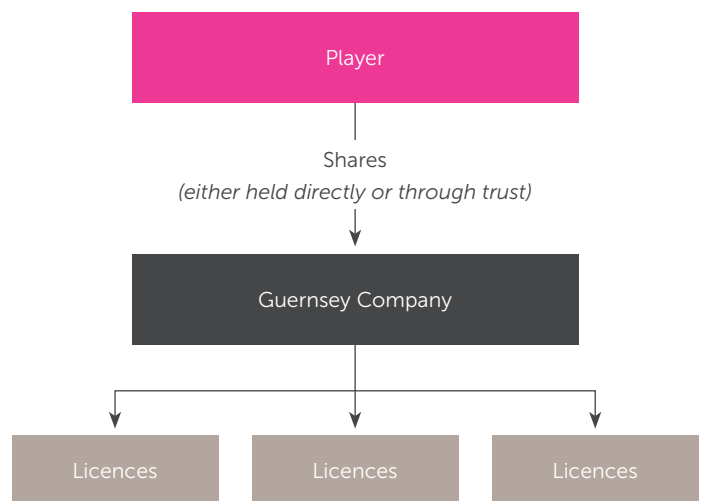 Player
Shares
(either held directly or through trust)
Guernsey Company
Licences
Licences
Licences